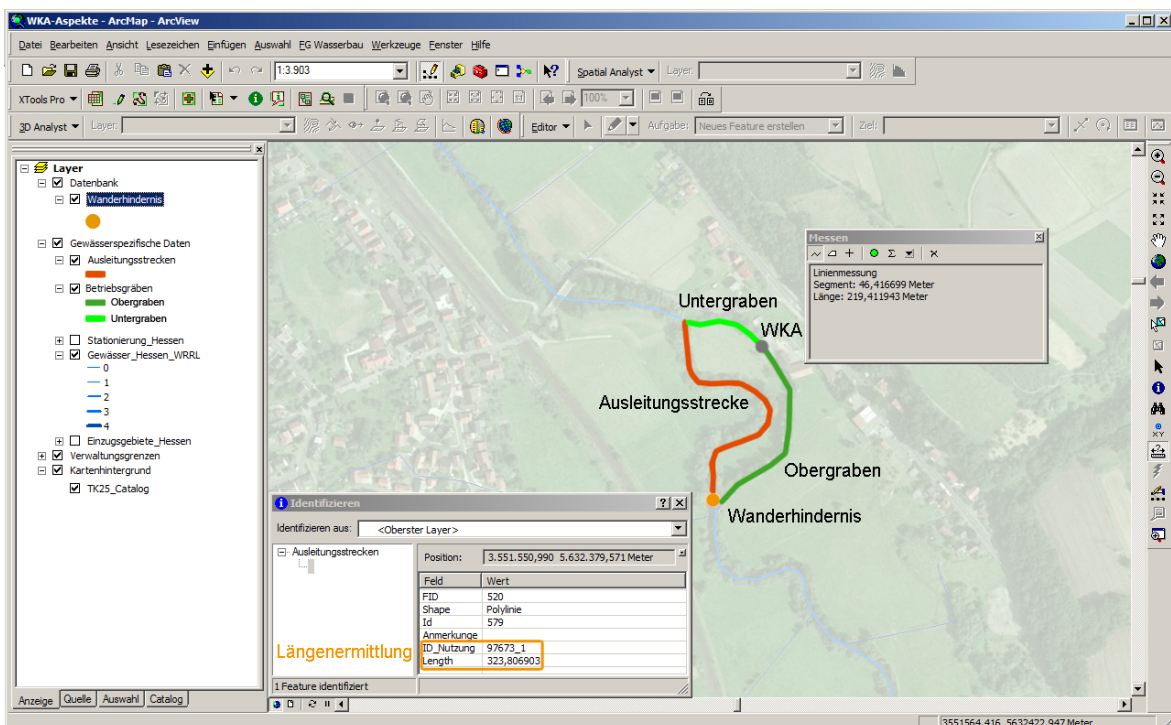 WKA-Aspekte - ArcMap - ArcView
Datei Bearbeiten Ansicht Lesezeichen Einfügen Auswahl FG Wasserbau Werkzeuge Fenster Hilfe
1:3.903 Spatial Analyst Layer:
XTools Pro 100%
3D Analyst Layer: Editor Aufgabe: Neues Feature erstellen Ziel:
Layer
Datenbank
Wanderhindernis
Gewässerspezifische Daten
Ausleitungsstrecken
Betriebsgräben
Obergraben
Untergraben
Stationierung_Hessen
Gewässer_Hessen_WRRL
0
1
2
3
4
Einzugsgebiete_Hessen
Verwaltungsgrenzen
Kartenhintergrund
TK25_Catalog
Anzeige Quelle Auswahl Catalog
Messen
Linienmessung
Segment: 46,416699 Meter
Länge: 219,411943 Meter
Untergraben
WKA
Ausleitungsstrecke
Obergraben
Wanderhindernis
Identifizieren
Identifizieren aus: <Oberster Layer>
Ausleitungsstrecken
Position: 3.551.550,990 5.632.379,571 Meter
Feld Wert
FID 520
Shape Polylinie
Id 579
Anmerkunge
ID_Nutzung 97673_1
Length 323,806903
Längenermittlung
1 Feature identifiziert
3551564,416 5632422,947 Meter